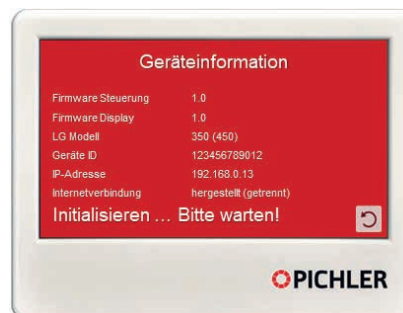 Geräteinformation
Firmware Steuerung 1.0
Firmware Display 1.0
LG Modell 350 (450)
Geräte ID 123456789012
IP-Adresse 192.168.0.13
Internetverbindung hergestellt (getrennt)
Initialisieren ... Bitte warten!
PICHLER